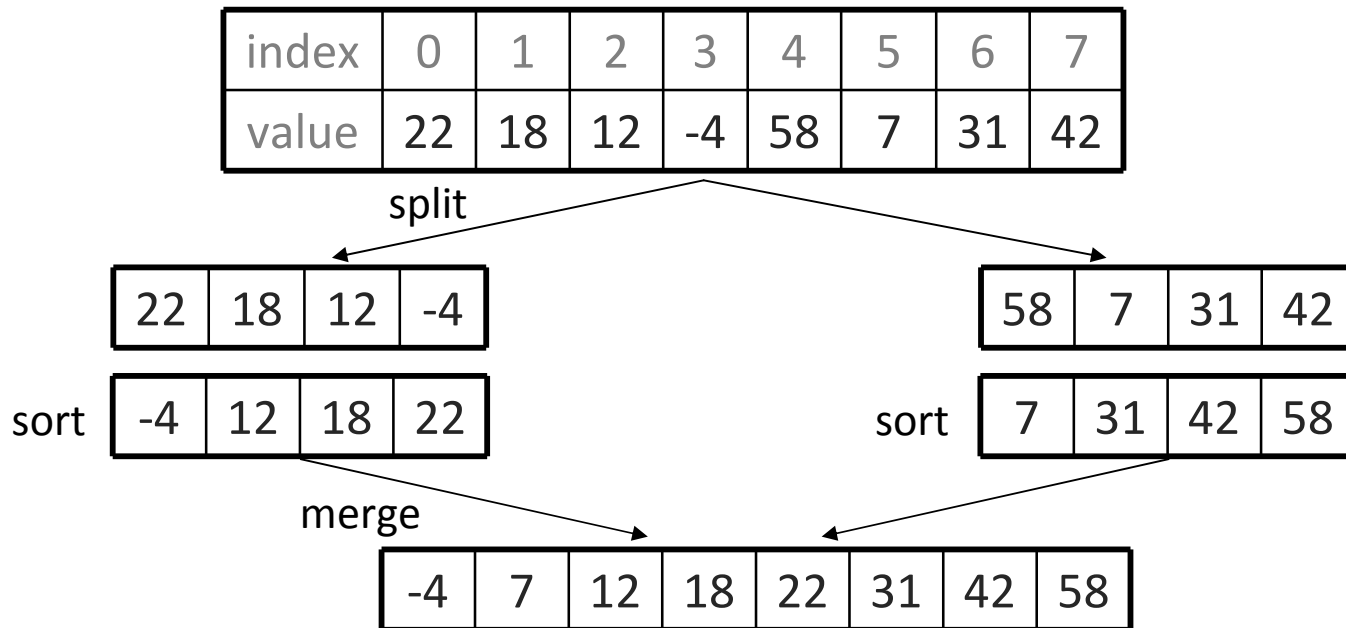 index 0 1 2 3 4 5 6 7
value 22 18 12 -4 58 7 31 42
split
22 18 12 -4 58 7 31 42
sort -4 12 18 22 sort 7 31 42 58
merge
-4 7 12 18 22 31 42 58